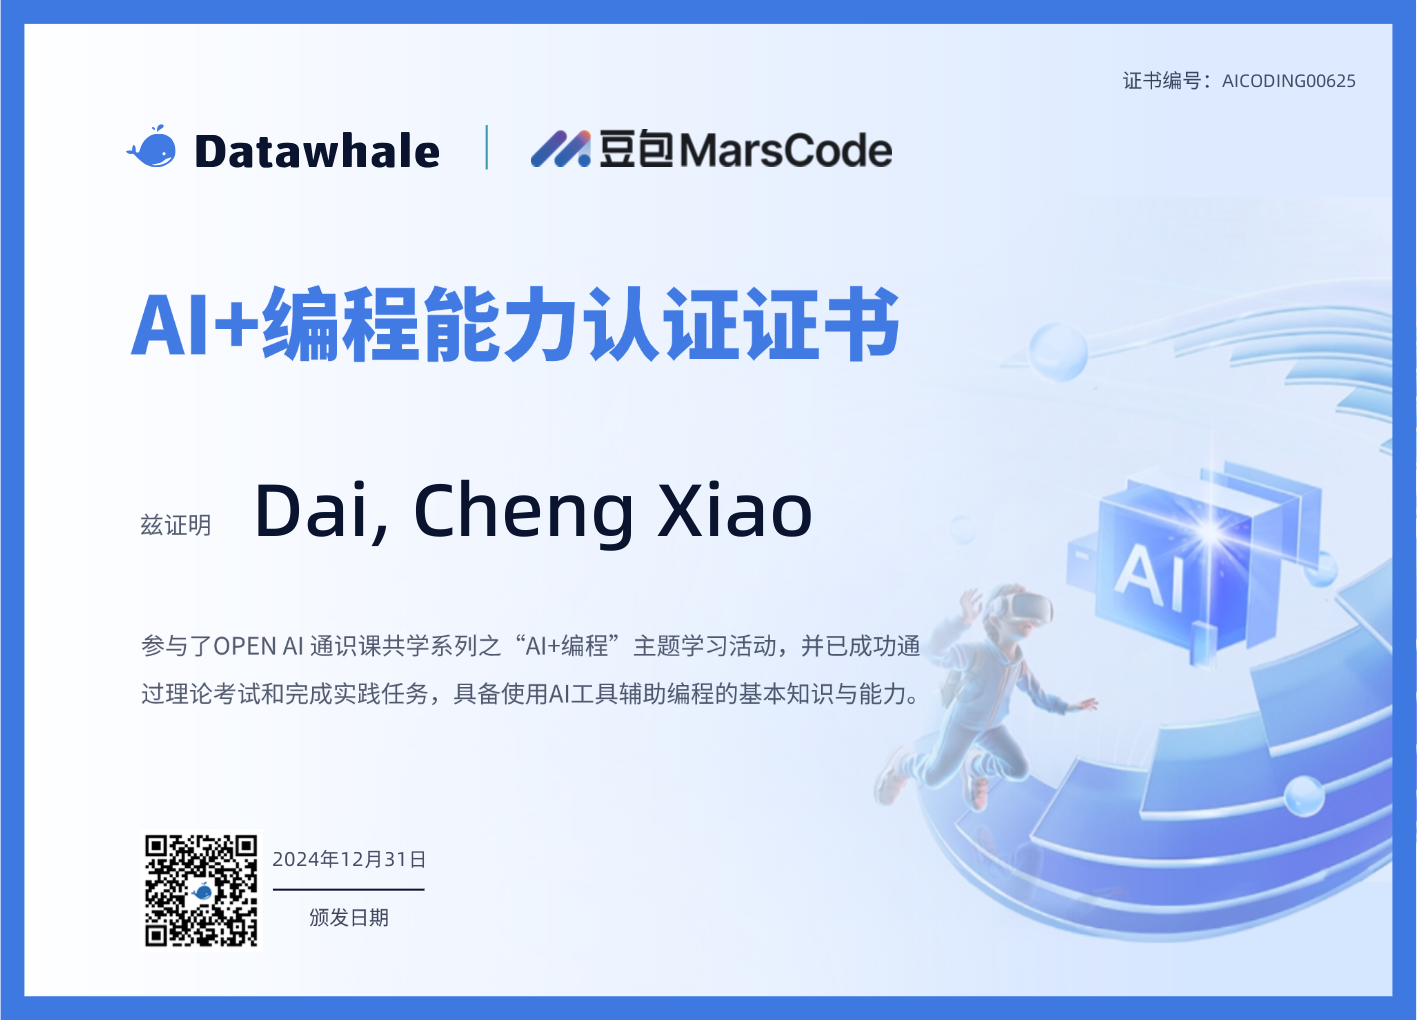 证书编号：AICODING00625
Datawhale | 豆包MarsCode
AI+编程能力认证证书
兹证明 Dai, Cheng Xiao
参与了OPEN AI 通识课共学系列之“AI+编程”主题学习活动，并已成功通
过理论考试和完成实践任务，具备使用AI工具辅助编程的基本知识与能力。
AI
2024年12月31日
颁发日期